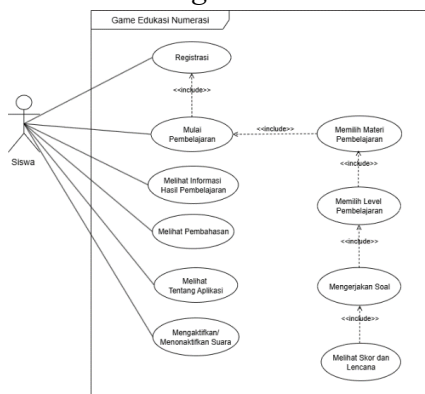 Game Edukasi Numerasi
Registrasi
<<include>>
Mulai
Pembelajaran
<<include>>
Memilih Materi
Pembelajaran
Siswa
<<include>>
Melihat Informasi
Hasil Pembelajaran
Memilih Level
Pembelajaran
Melihat Pembahasan
<<include>>
Melihat
Tentang Aplikasi
Mengerjakan Soal
<<include>>
Mengaktifkan/
Menonaktifkan Suara
Melihat Skor dan
Lencana